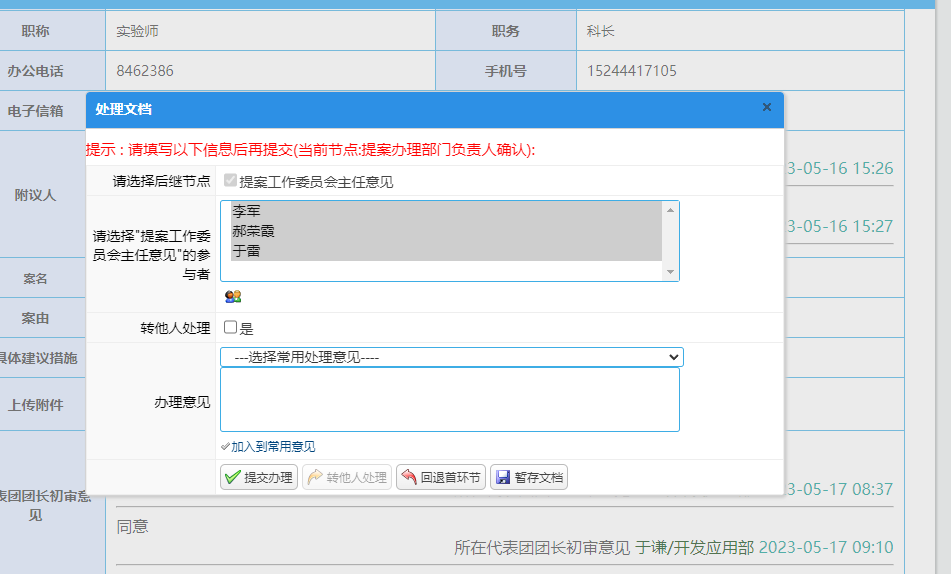 职称 实验师 职务 科长
办公电话 8462386 手机号 15244417105
电子信箱
处理文档 ×
提示：请填写以下信息后再提交(当前节点:提案办理部门负责人确认):
请选择后继节点 提案工作委员会主任意见
3-05-16 15:26
附议人
请选择"提案工作委
员会主任意见"的参
与者
李军
郝荣霞
于雷
3-05-16 15:27
案名
案由
转他人处理 是
具体建议措施
---选择常用处理意见----
上传附件
办理意见
加入到常用意见
提交办理 转他人处理 回退首环节 暂存文档
表团团长初审意
见
3-05-17 08:37
同意
所在代表团团长初审意见 于谦/开发应用部 2023-05-17 09:10